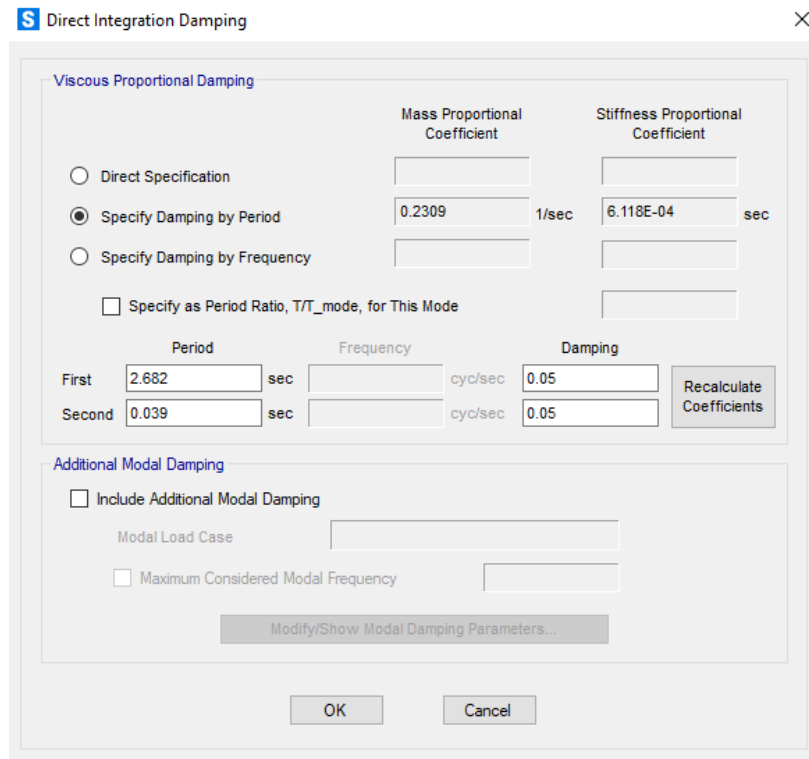 S Direct Integration Damping
Viscous Proportional Damping
Mass Proportional Coefficient
Stiffness Proportional Coefficient
Direct Specification
Specify Damping by Period 0.2309 1/sec 6.118E-04 sec
Specify Damping by Frequency
Specify as Period Ratio, T/T_mode, for This Mode
Period Frequency Damping
First 2.682 sec cyc/sec 0.05
Second 0.039 sec cyc/sec 0.05
Recalculate
Coefficients
Additional Modal Damping
Include Additional Modal Damping
Modal Load Case
Maximum Considered Modal Frequency
Modify/Show Modal Damping Parameters...
OK Cancel